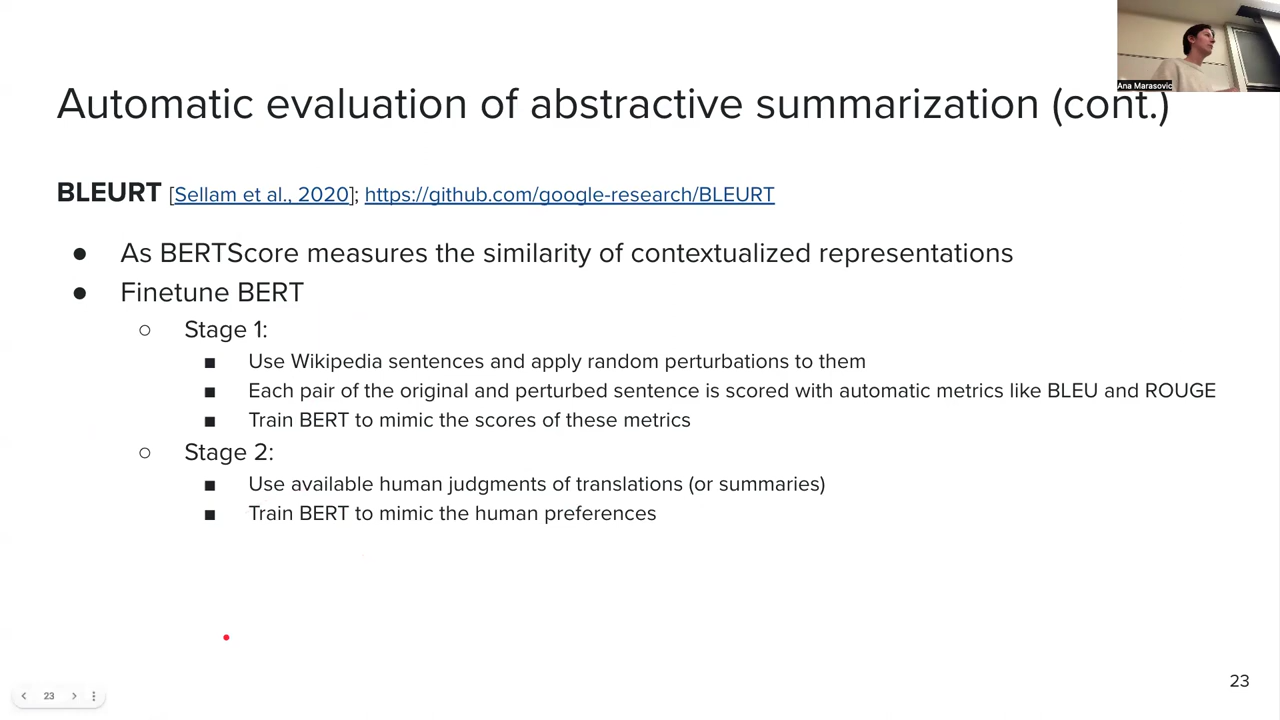 Ana Marasovic
Automatic evaluation of abstractive summarization (cont.)
BLEURT [Sellam et al., 2020]; https://github.com/google-research/BLEURT
● As BERTScore measures the similarity of contextualized representations
● Finetune BERT
○ Stage 1:
■ Use Wikipedia sentences and apply random perturbations to them
■ Each pair of the original and perturbed sentence is scored with automatic metrics like BLEU and ROUGE
■ Train BERT to mimic the scores of these metrics
○ Stage 2:
■ Use available human judgments of translations (or summaries)
■ Train BERT to mimic the human preferences
23
23